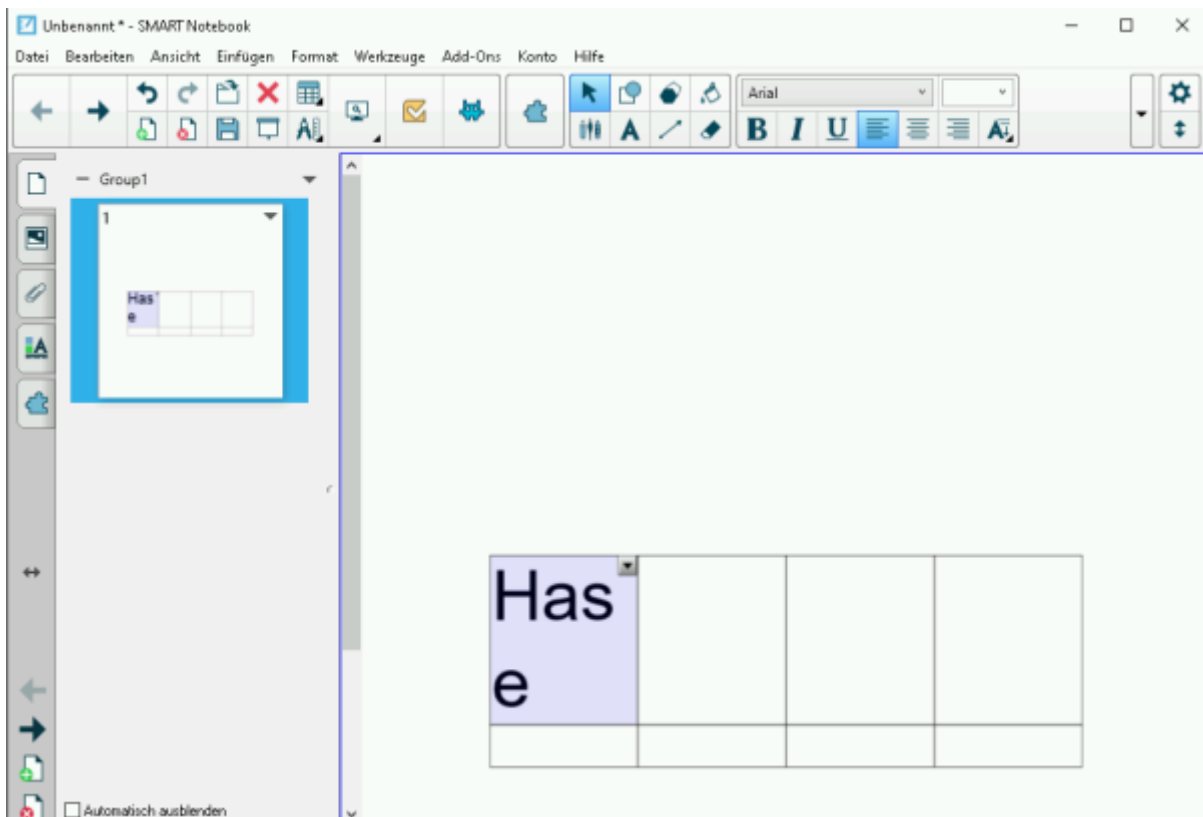 Unbenannt * - SMART Notebook
Datei Bearbeiten Ansicht Einfügen Format Werkzeuge Add-Ons Konto Hilfe
Arial
B I U
Group1
1
Has
e
Has
e
Automatisch ausblenden